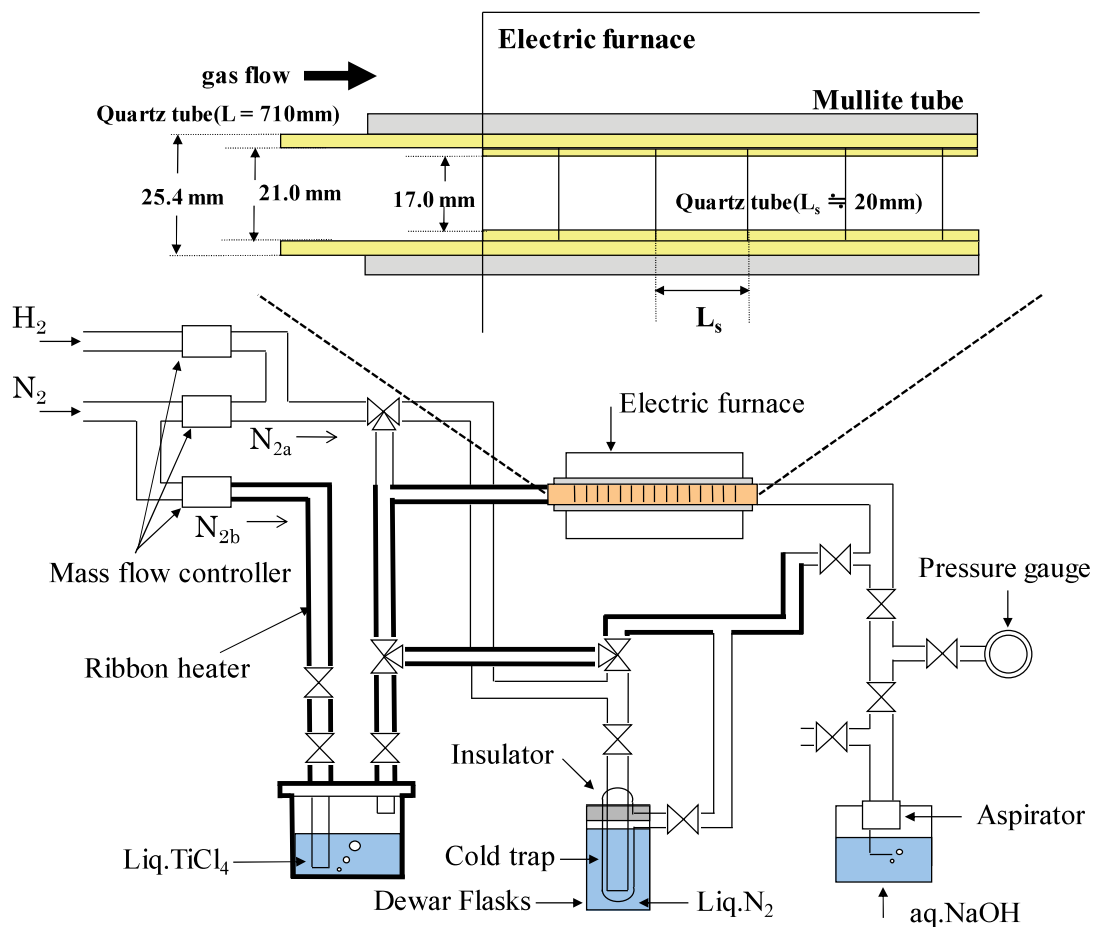 Electric furnace
gas flow
Mullite tube
Quartz tube(L = 710mm)
25.4 mm
21.0 mm
17.0 mm
Quartz tube(Ls ≒ 20mm)
Ls
H2
N2
N2a
Electric furnace
N2b
Mass flow controller
Pressure gauge
Ribbon heater
Insulator
Aspirator
Liq.TiCl4
Cold trap
Dewar Flasks
Liq.N2
aq.NaOH